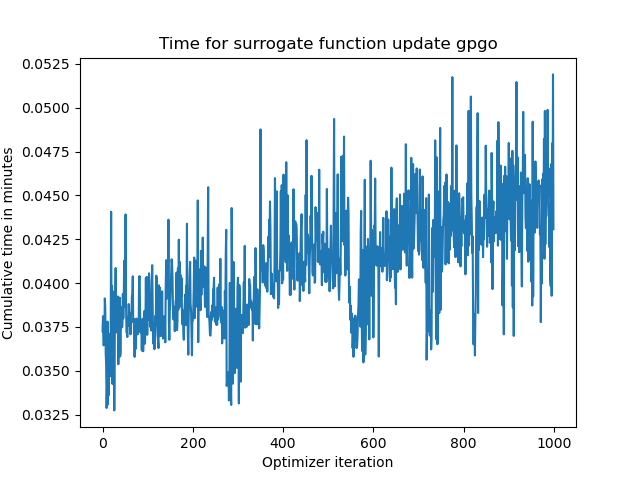 Time for surrogate function update gpgo
0.0525
0.0500
0.0475
0.0450
0.0425
0.0400
0.0375
0.0350
0.0325
Cumulative time in minutes
0 200 400 600 800 1000
Optimizer iteration